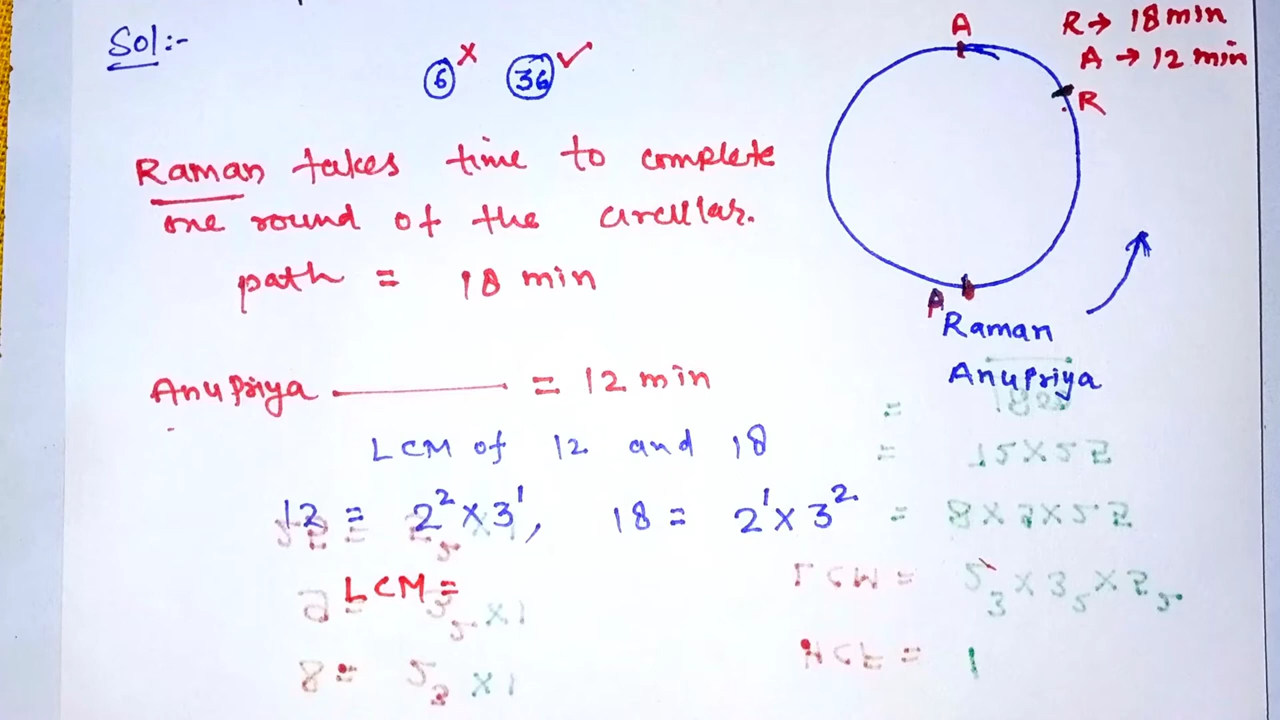 Sol:-
6 × 36 ✓
Raman takes time to complete
one round of the circular.
path = 18 min
Anupriya ——— = 12 min
LCM of 12 and 18
12 = 2² × 3¹, 18 = 2¹ × 3²
LCM =
A
R → 18 min
A → 12 min
R
A
Raman
Anupriya